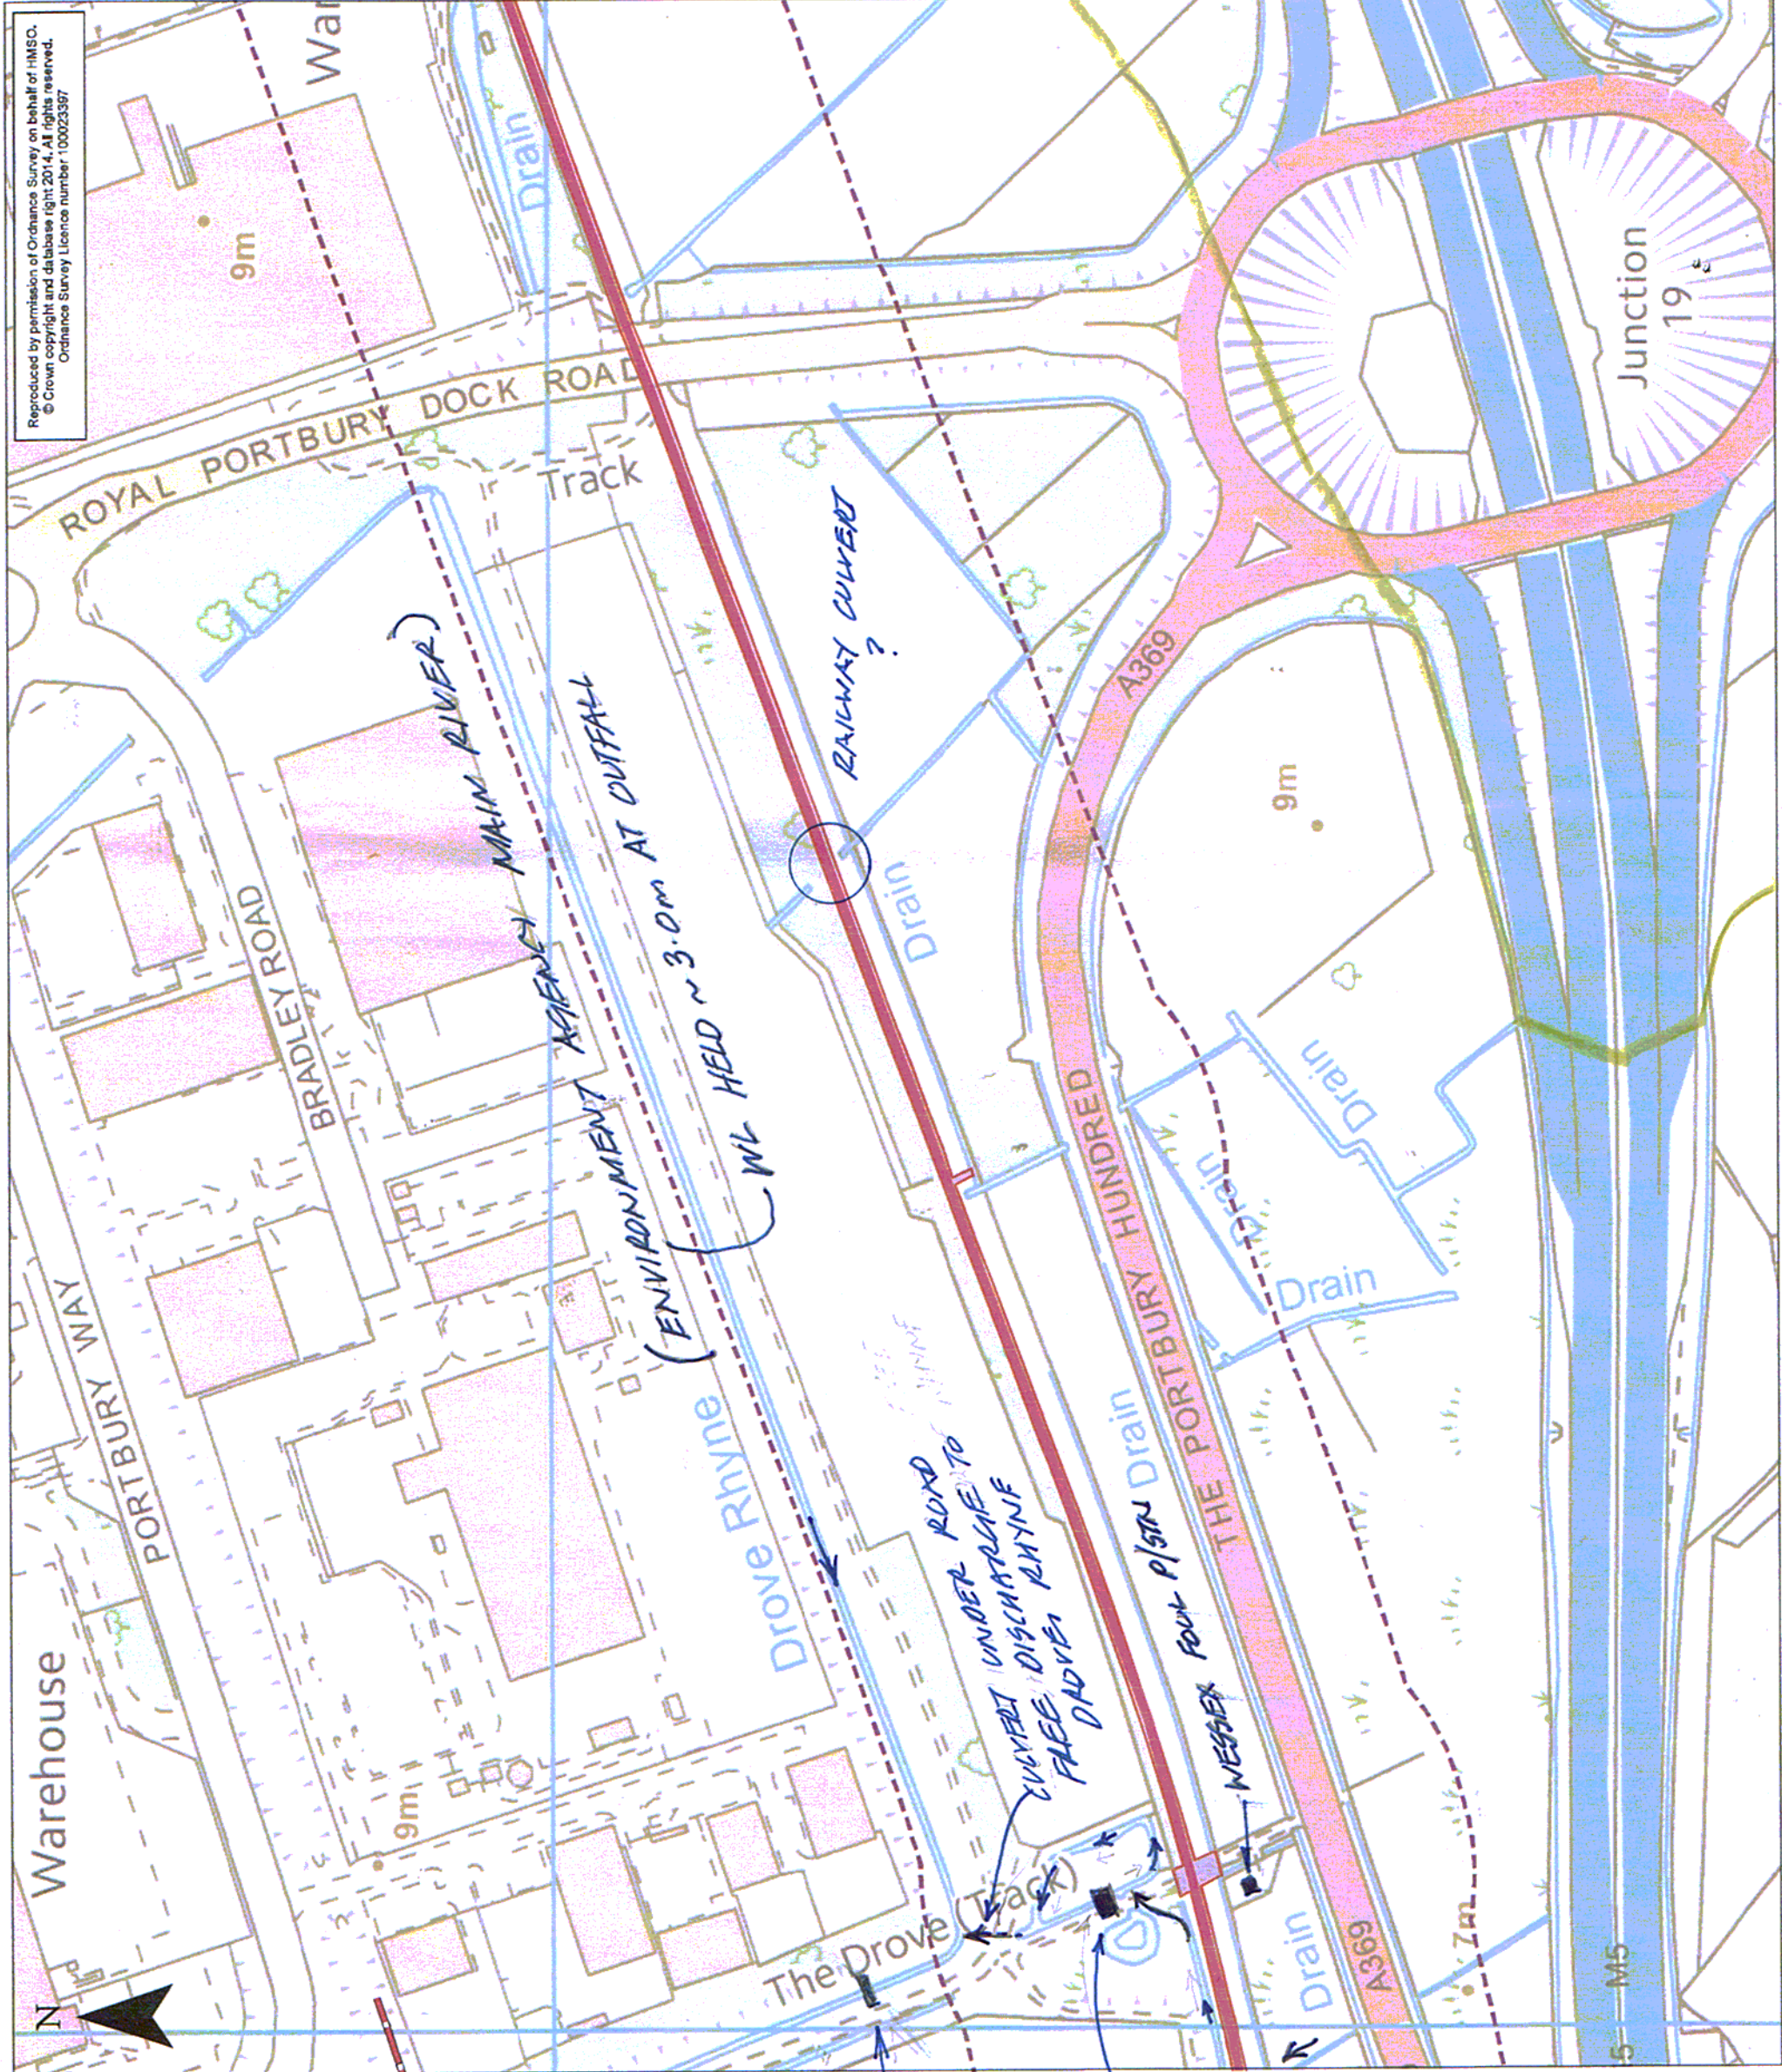 Reproduced by permission of Ordnance Survey on behalf of HMSO.
© Crown copyright and database right 2014. All rights reserved.
Ordnance Survey Licence number 100023397
N
Warehouse
War
9m
ROYAL PORTBURY DOCK ROAD
Drain
Track
PORTBURY WAY
BRADLEY ROAD
(ENVIRONMENT AGENCY MAIN RIVER)
WL HELD ~ 3.0m AT OUTFALL
RAILWAY CULVERT
?
Drove Rhyne
Drain
A369
Junction
19
9m
9m
The Drove (Track)
CULVERT UNDER ROAD
FREE DISCHARGE TO
DROVE RHYNE
WESSEX FOUL P/STN
Drain
THE PORTBURY HUNDRED
Drain
Drain
Drain
Drain
A369
7m
M5
5